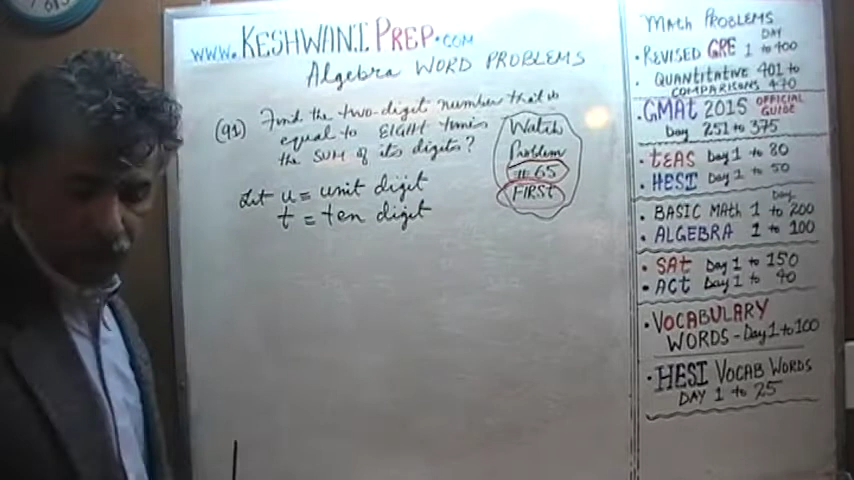 www.KESHWANIPREP.COM
Algebra WORD PROBLEMS
(91) Find the two-digit number that is
equal to EIGHT times
the SUM of its digits?
Let u = unit digit
t = ten digit
Watch
Problem
# 65
FIRST
MATH PROBLEMS
DAY
• REVISED GRE 1 to 400
• QUANTITATIVE 401 to
COMPARISONS 470
• GMAT 2015 OFFICIAL
GUIDE
Day 251 to 375
• TEAS Day 1 to 80
• HESI Day 1 to 50
Day
• BASIC MATH 1 to 200
• ALGEBRA 1 to 100
• SAT Day 1 to 150
• ACT Day 1 to 40
• VOCABULARY
WORDS - Day 1 to 100
• HESI VOCAB WORDS
DAY 1 to 25